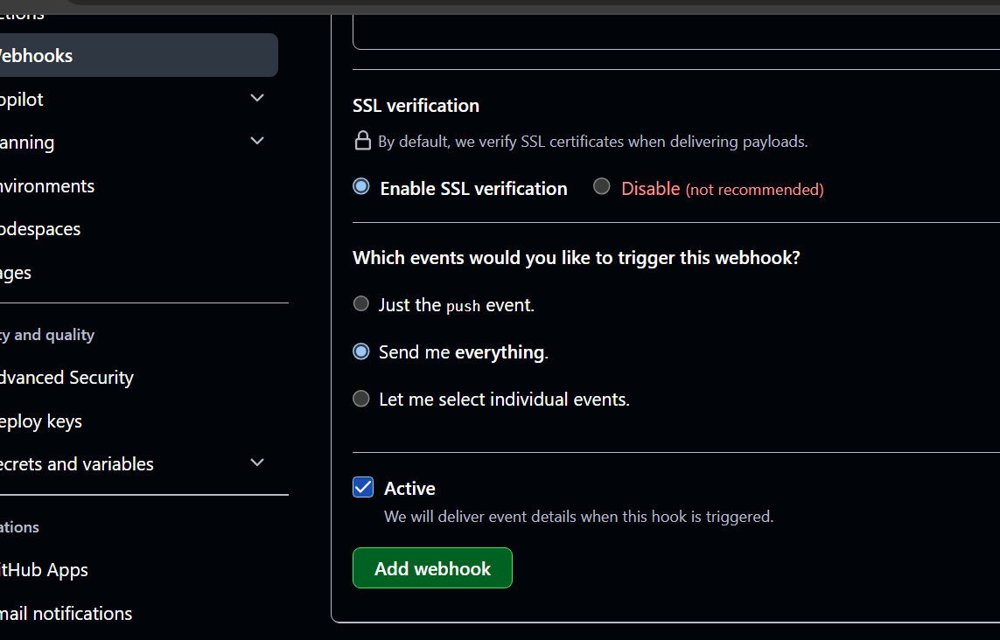 ctions
Webhooks
opilot
anning
nvironments
odespaces
ages
ty and quality
dvanced Security
eploy keys
ecrets and variables
ations
itHub Apps
mail notifications
SSL verification
By default, we verify SSL certificates when delivering payloads.
Enable SSL verification Disable (not recommended)
Which events would you like to trigger this webhook?
Just the push event.
Send me everything.
Let me select individual events.
Active
We will deliver event details when this hook is triggered.
Add webhook